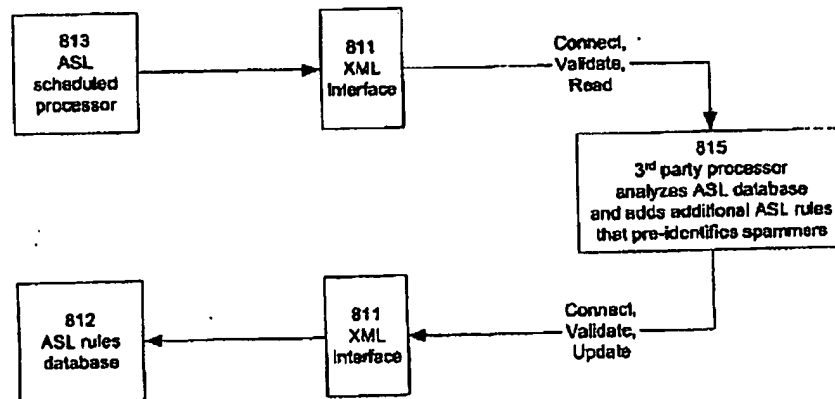 813
ASL
scheduled
processor
811
XML
Interface
Connect,
Validate,
Read
815
3rd party processor
analyzes ASL database
and adds additional ASL rules
that pre-identifies spammers
812
ASL rules
database
811
XML
Interface
Connect,
Validate,
Update